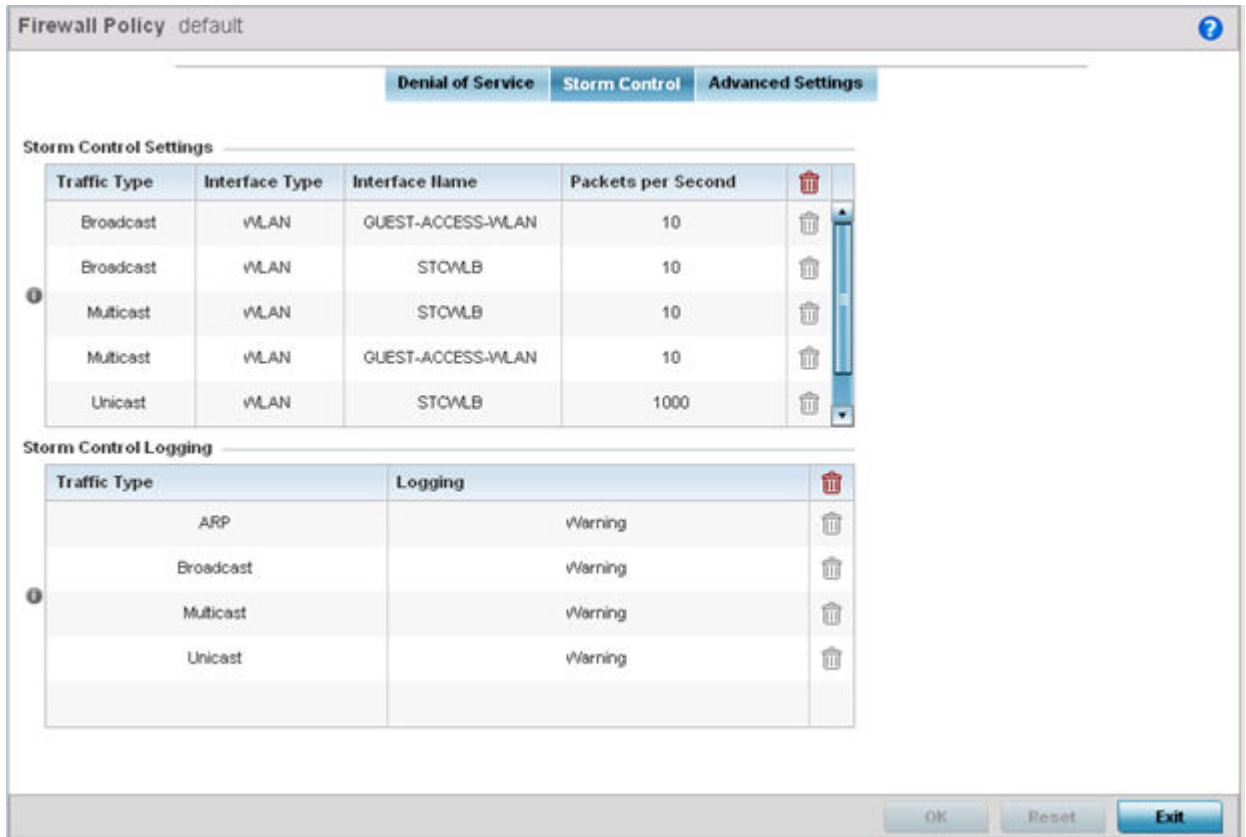 Firewall Policy default
Denial of Service Storm Control Advanced Settings
Storm Control Settings
Traffic Type Interface Type Interface Name Packets per Second
Broadcast WLAN GUEST-ACCESS-WLAN 10
Broadcast WLAN STCWLB 10
Multicast WLAN STCWLB 10
Multicast WLAN GUEST-ACCESS-WLAN 10
Unicast WLAN STCWLB 1000
Storm Control Logging
Traffic Type Logging
ARP Warning
Broadcast Warning
Multicast Warning
Unicast Warning
OK Reset Exit